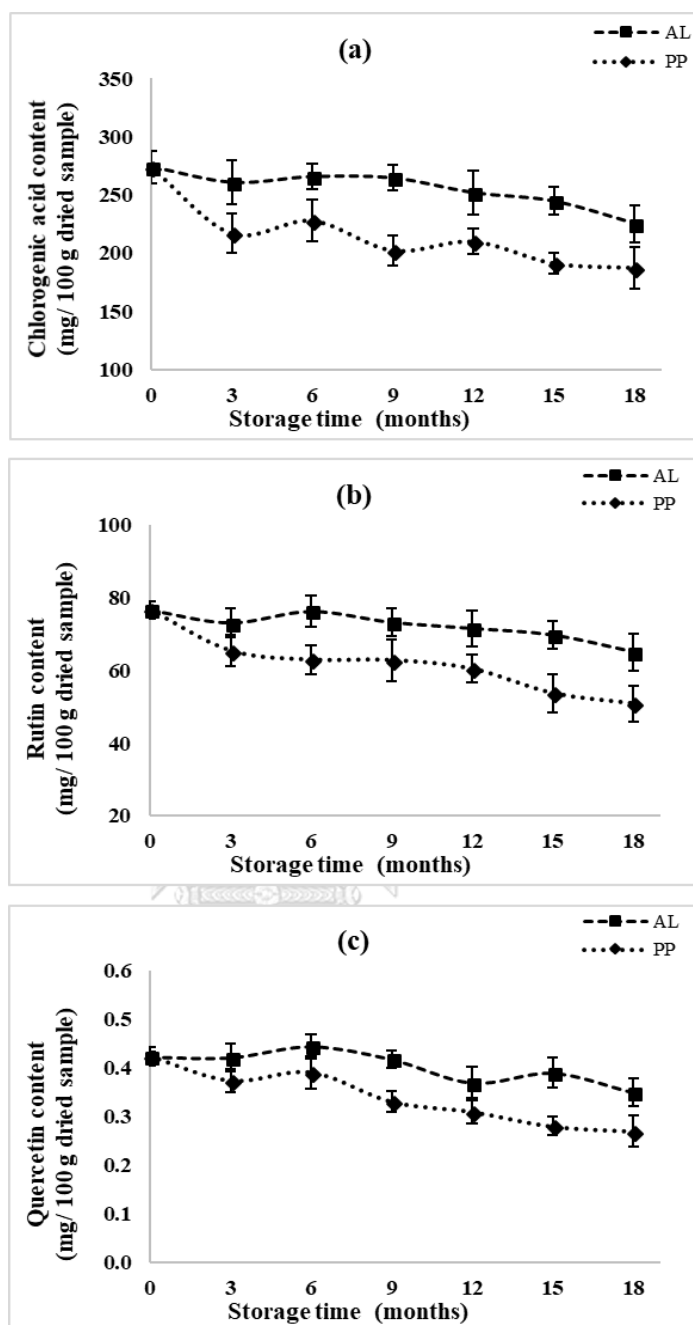 (a)
AL
PP
Chlorogenic acid content
(mg/ 100 g dried sample)
350
300
250
200
150
100
0 3 6 9 12 15 18
Storage time (months)
(b)
AL
PP
Rutin content
(mg/ 100 g dried sample)
100
80
60
40
20
0 3 6 9 12 15 18
Storage time (months)
(c)
AL
PP
Quercetin content
(mg/ 100 g dried sample)
0.6
0.5
0.4
0.3
0.2
0.1
0.0
0 3 6 9 12 15 18
Storage time (months)